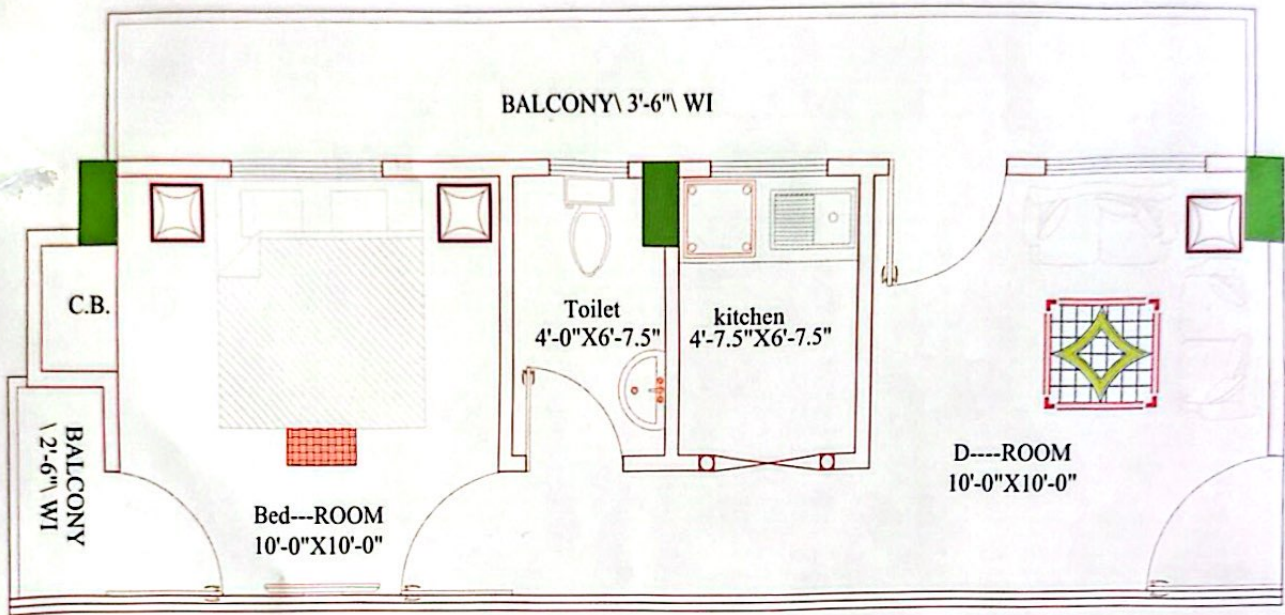 BALCONY\ 3'-6"\ WI
C.B.
Toilet
4'-0"X6'-7.5"
kitchen
4'-7.5"X6'-7.5"
BALCONY
\ 2'-6"\ WI
D----ROOM
10'-0"X10'-0"
Bed---ROOM
10'-0"X10'-0"